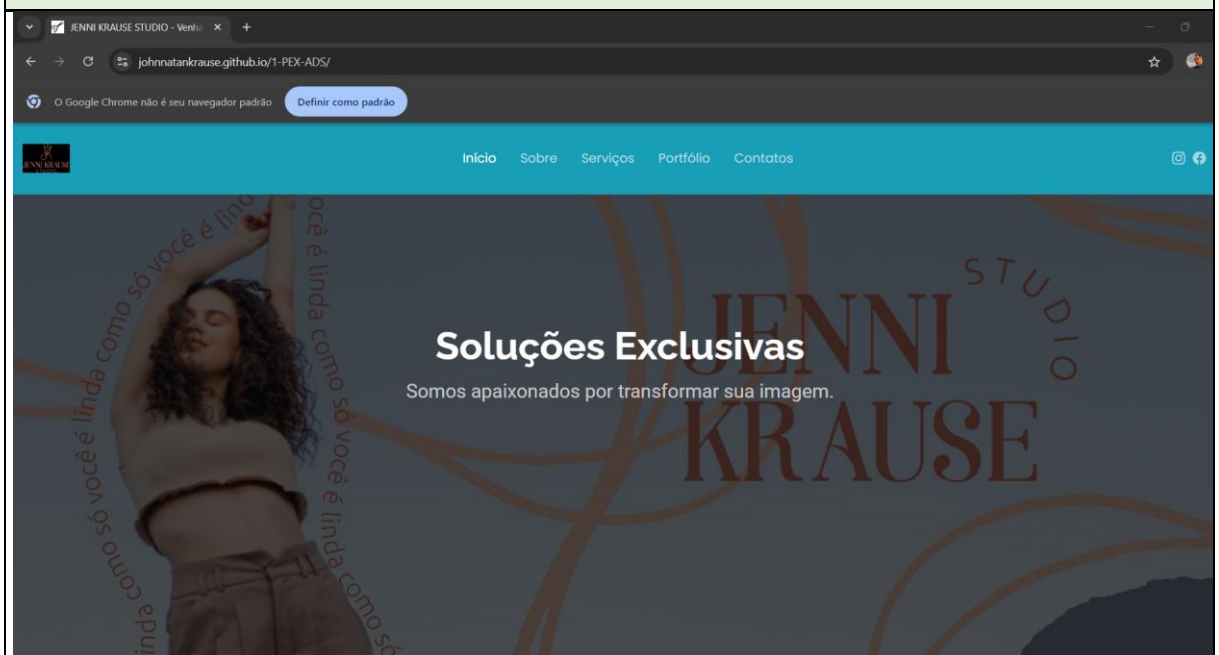 JENNI KRAUSE STUDIO - Venha
johnnatankrause.github.io/1-PEX-ADS/
O Google Chrome não é seu navegador padrão Definir como padrão
JENNI KRAUSE
Início Sobre Serviços Portfólio Contatos
você é linda como só você é linda
você é linda como só você é linda como só
STUDIO
JENNI
KRAUSE
Soluções Exclusivas
Somos apaixonados por transformar sua imagem.